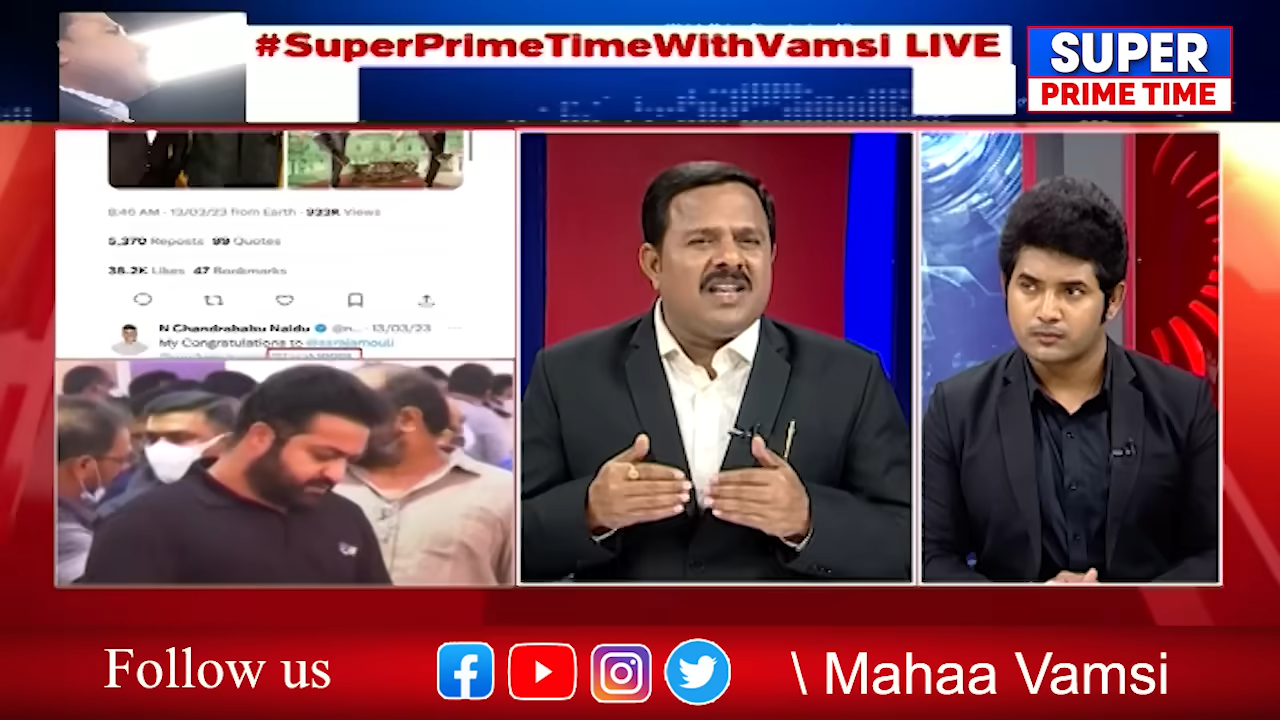 #SuperPrimeTimeWithVamsi LIVE
SUPER
PRIME TIME
8:46 AM · 13/03/23 from Earth · 933K Views
5,370 Reposts 99 Quotes
38.2K Likes 47 Bookmarks
N Chandrababu Naidu @n... · 13/03/23
My Congratulations to @ssrajamouli
Follow us
\ Mahaa Vamsi